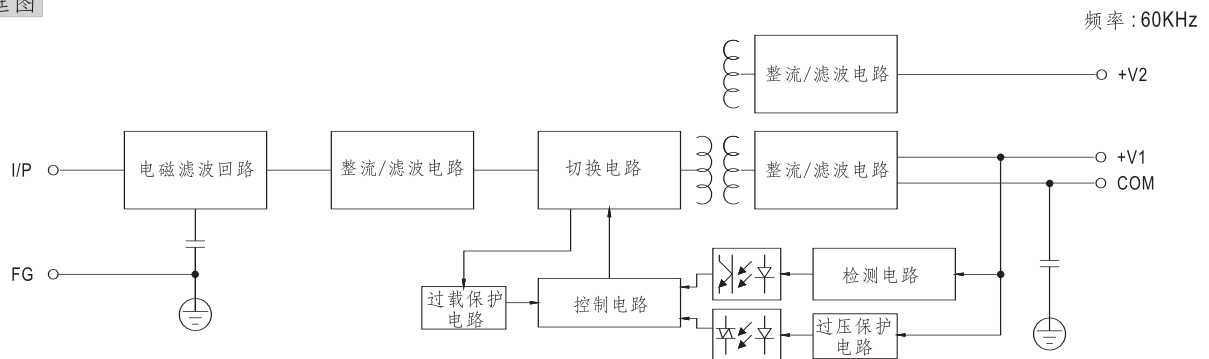 框图
频率 : 60KHz
整流/滤波电路
+V2
I/P
电磁滤波回路
整流/滤波电路
切换电路
整流/滤波电路
+V1
COM
FG
过载保护
电路
控制电路
检测电路
过压保护
电路